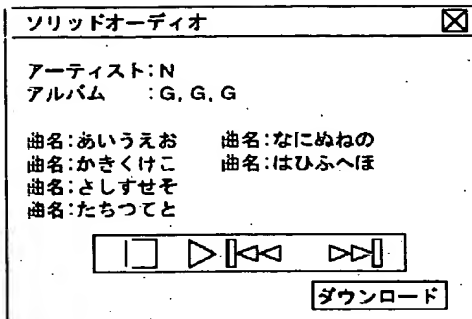 ソリッドオーディオ
アーティスト:N
アルバム :G, G, G
曲名:あいうえお 曲名:なにぬねの
曲名:かきくけこ 曲名:はひふへほ
曲名:さしすせそ
曲名:たちつてと
ダウンロード